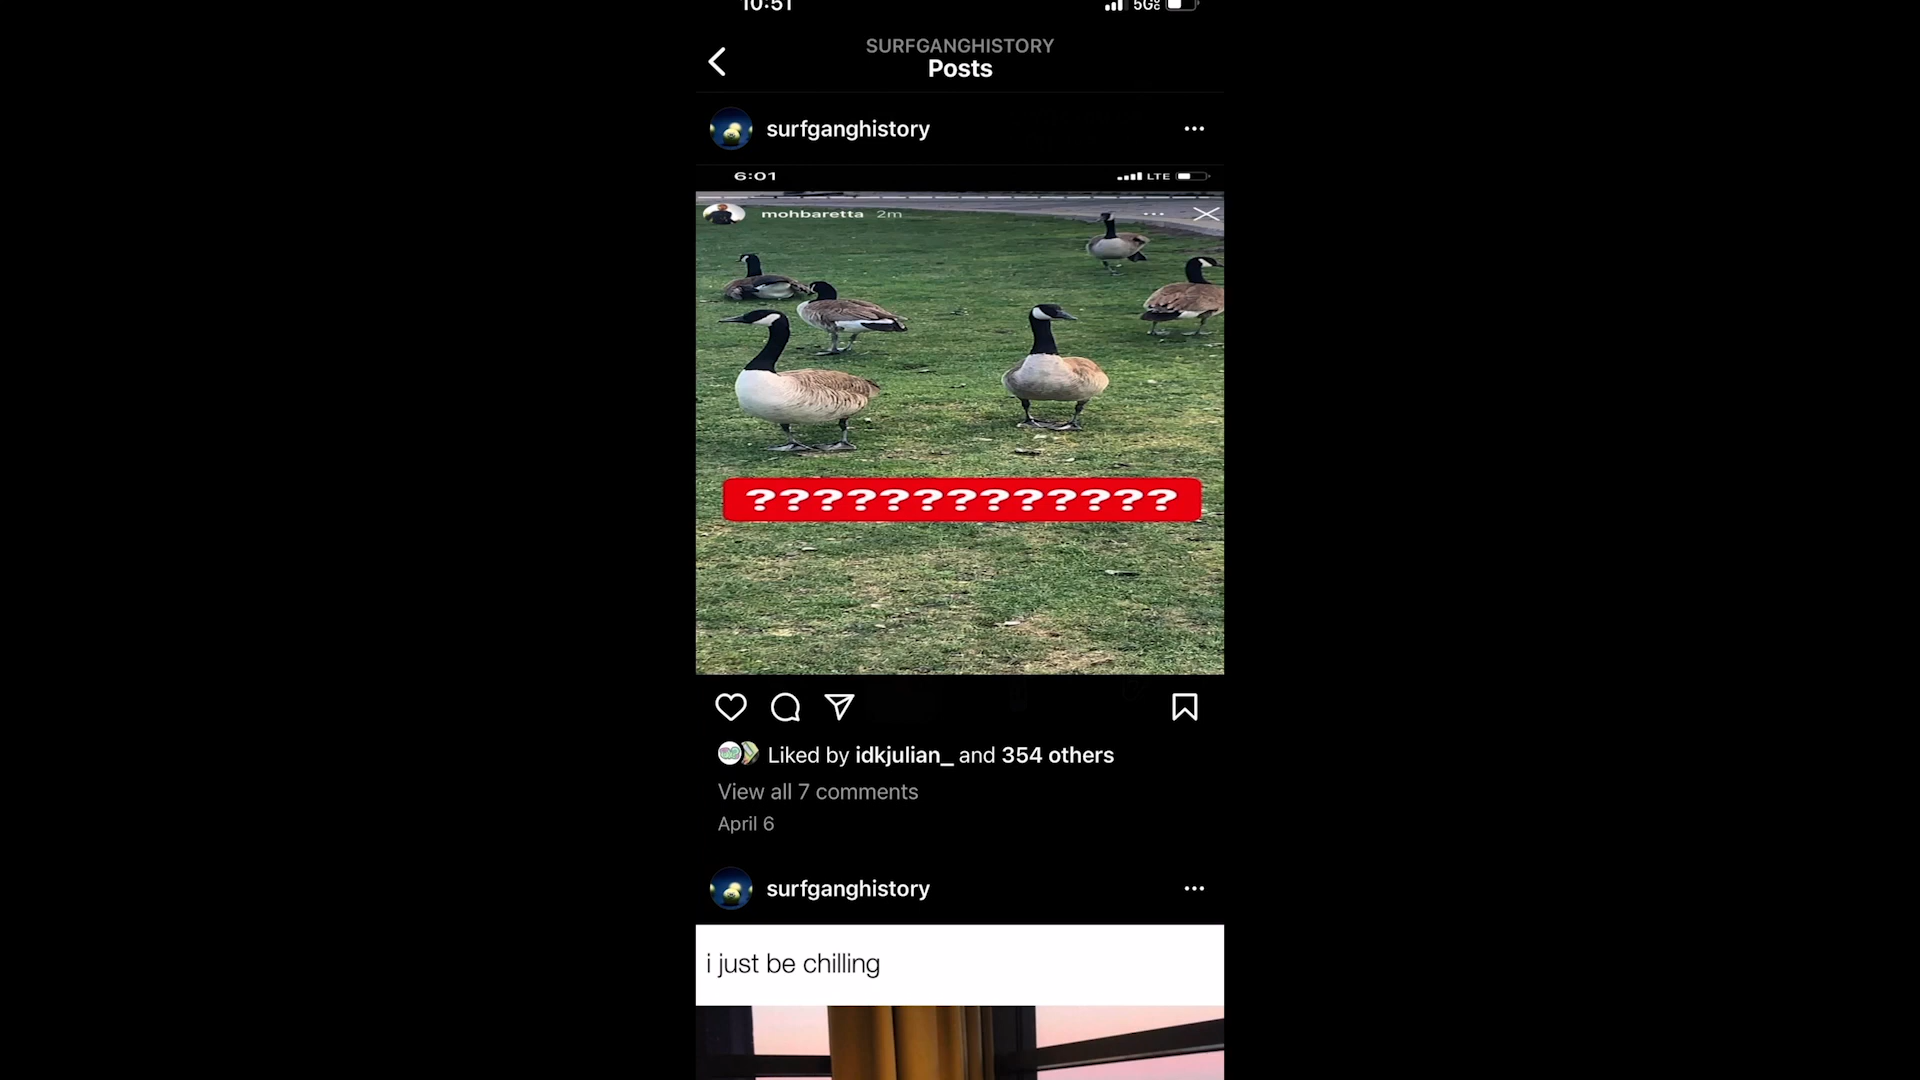 10:51
5G
SURFGANGHISTORY
Posts
surfganghistory
6:01
LTE
mohbaretta 2m
?????????????
Liked by idkjulian_ and 354 others
View all 7 comments
April 6
surfganghistory
i just be chilling